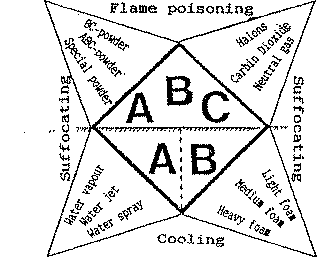 Flame poisoning
BC-powder
ABC-powder
Special powder
Halons
Carbin Dioxide
Neutral gas
Suffocating
Suffocating
A B C
A B
Water vapour
Water jet
Water spray
Light foam
Medium foam
Heavy foam
Cooling